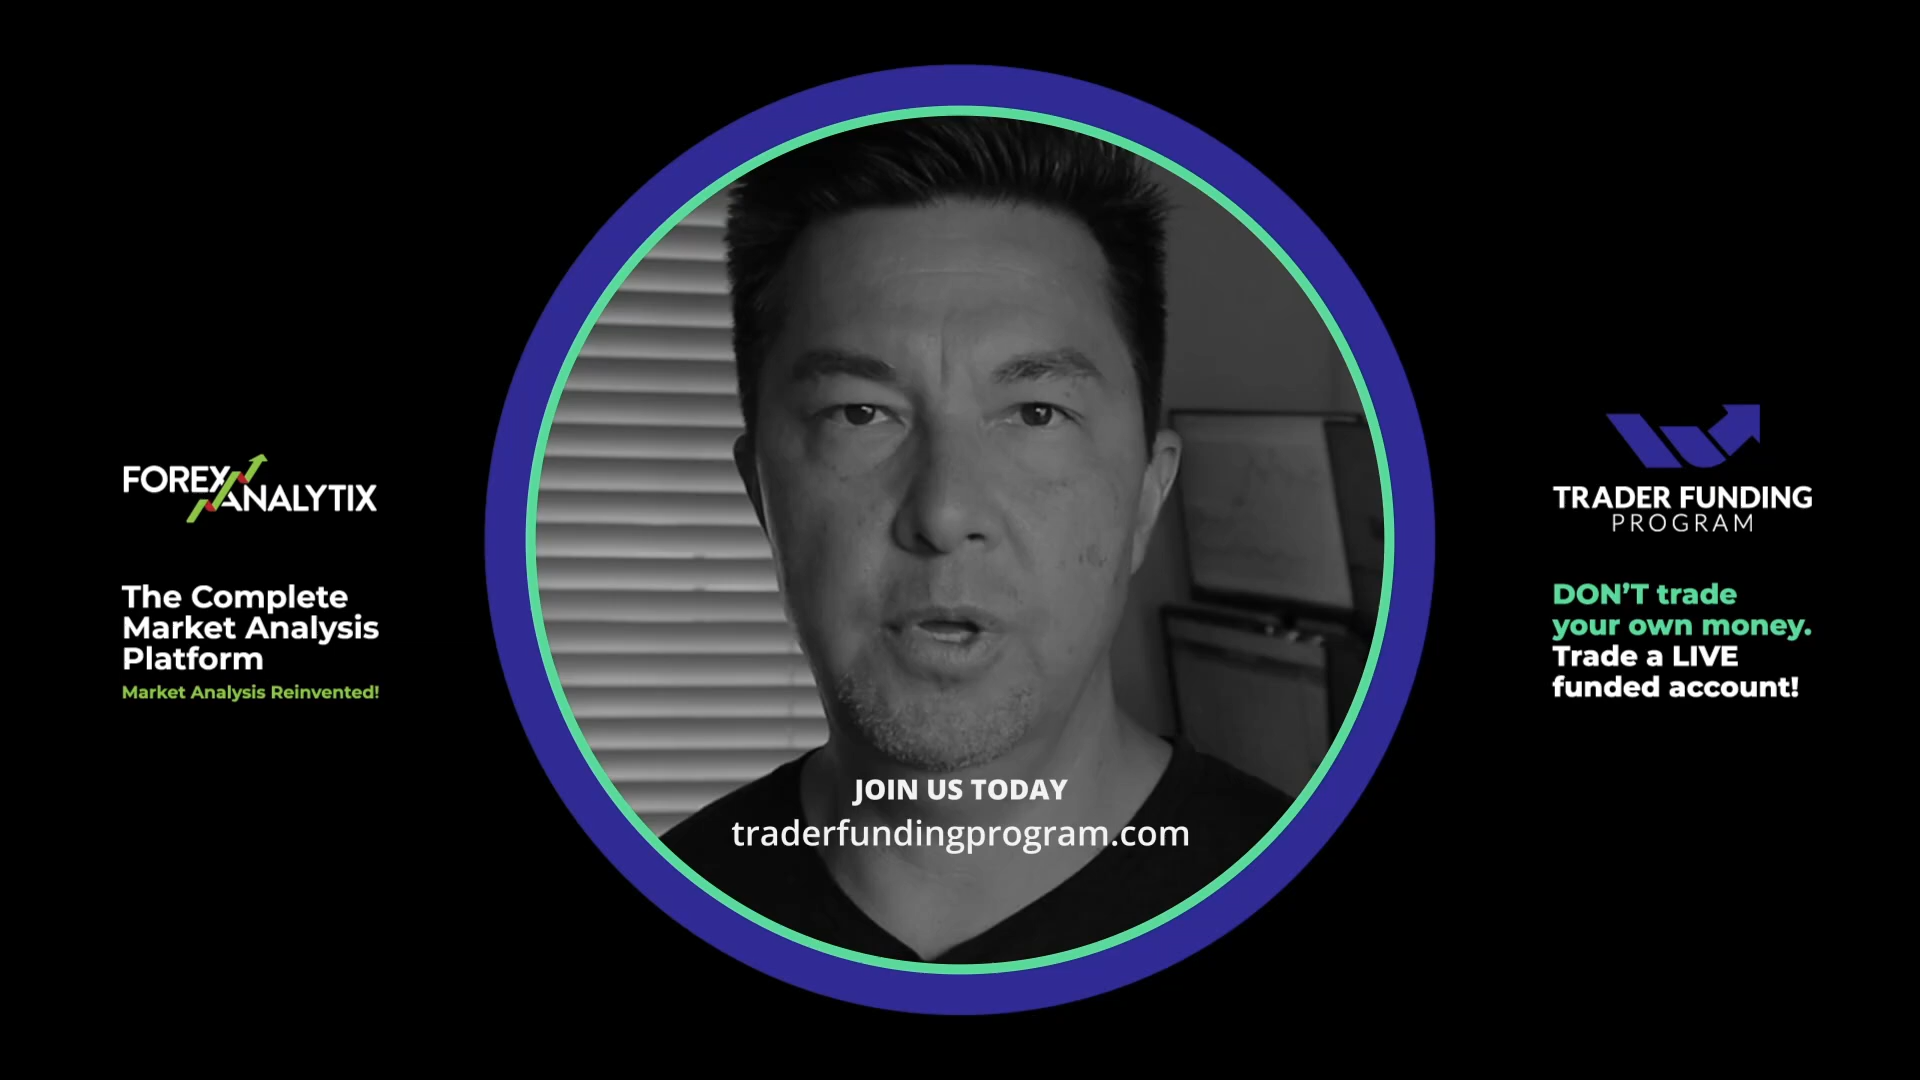 FOREX ANALYTIX
The Complete
Market Analysis
Platform
Market Analysis Reinvented!
JOIN US TODAY
traderfundingprogram.com
TRADER FUNDING
PROGRAM
DON'T trade
your own money.
Trade a LIVE
funded account!